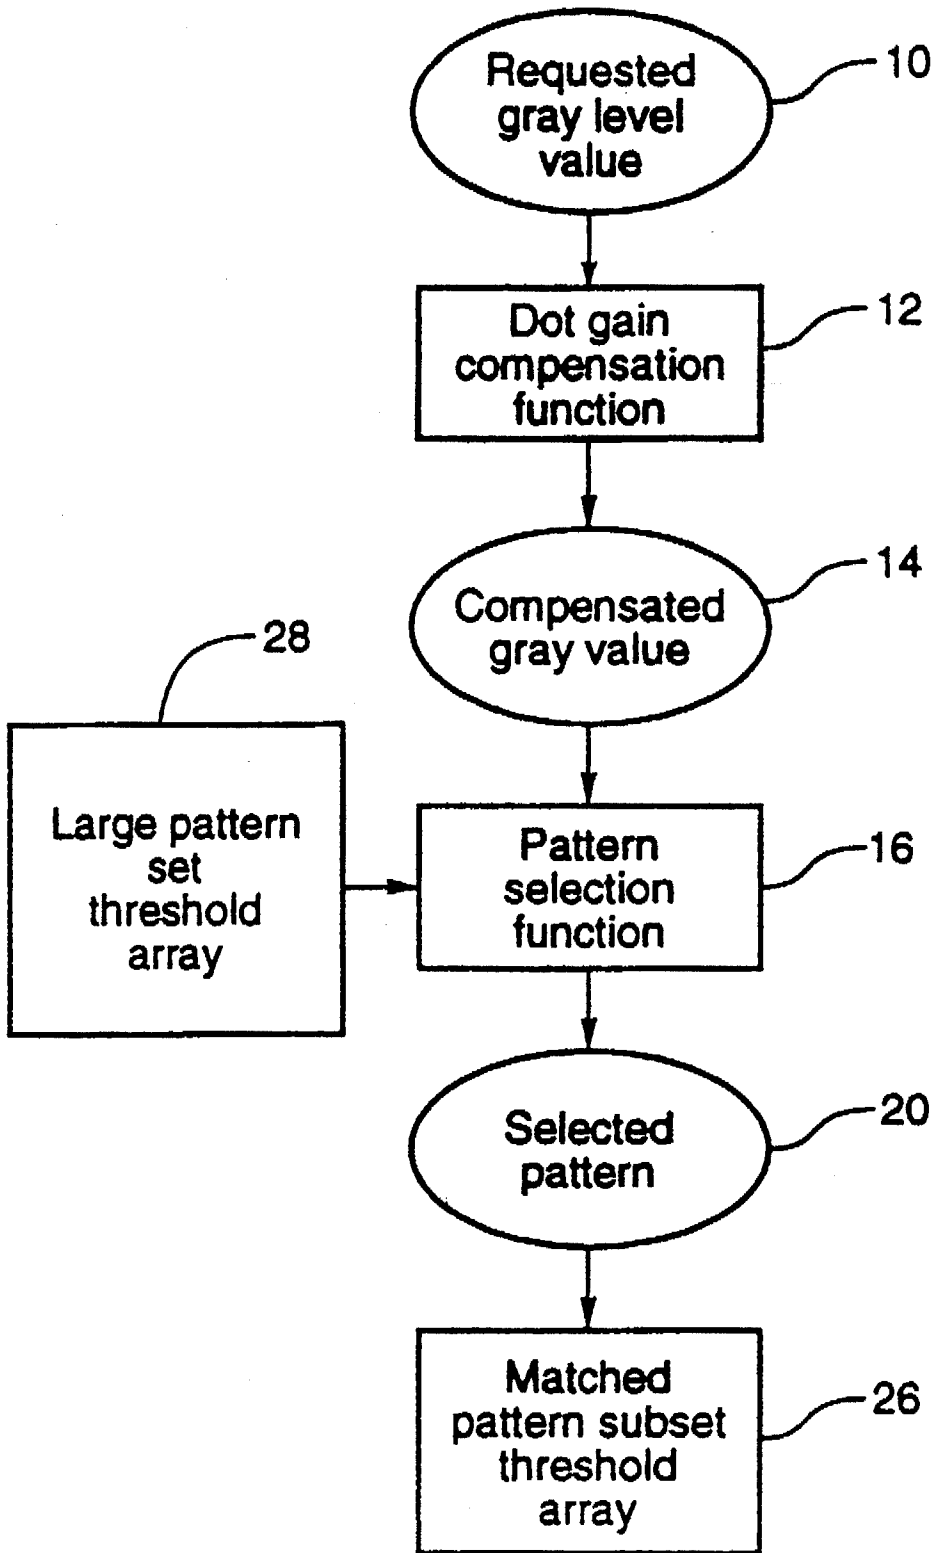 Requested
gray level
value
10
Dot gain
compensation
function
12
Compensated
gray value
14
28
Large pattern
set
threshold
array
Pattern
selection
function
16
Selected
pattern
20
Matched
pattern subset
threshold
array
26